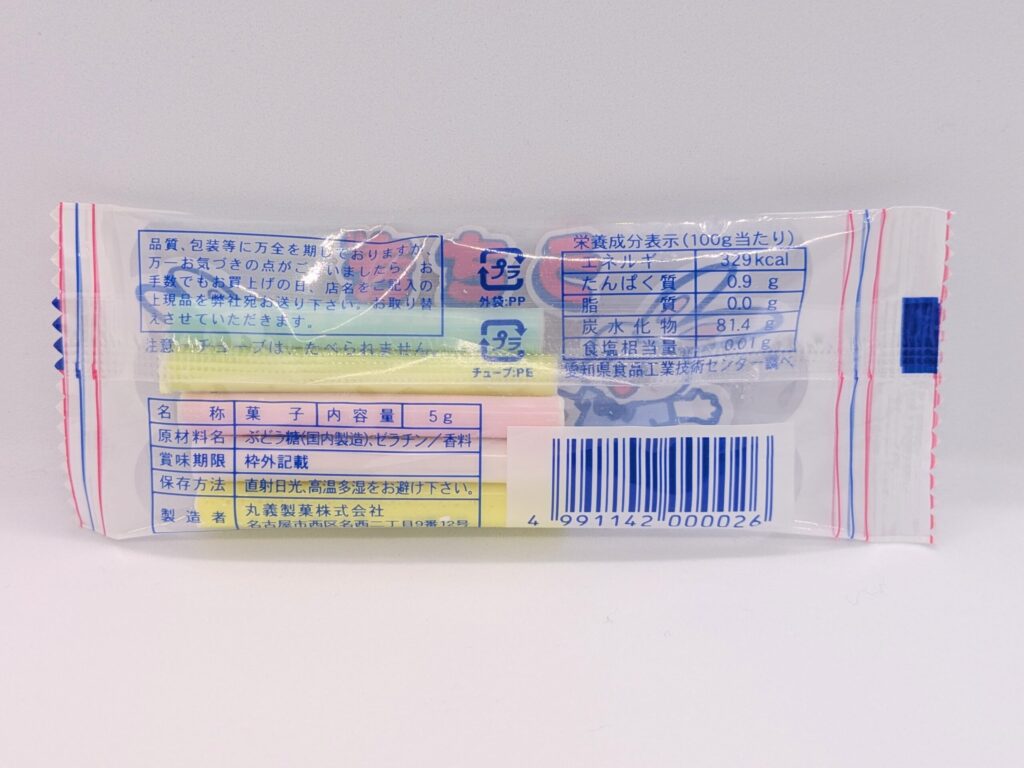 品質、包装等に万全を期しておりますが、
万一お気づきの点がございましたら、お
手数でもお買上げの日、店名をご記入の
上現品を弊社宛お送り下さい。お取り替
えさせていただきます。
注意 チューブは、たべられません
プラ
外袋:PP
プラ
チューブ:PE
栄養成分表示(100g当たり)
エネルギー 329kcal
たんぱく質 0.9 g
脂質 0.0 g
炭水化物 81.4 g
食塩相当量 0.01g
愛知県食品工業技術センター調べ
名称 菓子 内容量 5g
原材料名 ぶどう糖(国内製造)、ゼラチン/香料
賞味期限 枠外記載
保存方法 直射日光、高温多湿をお避け下さい。
製造者 丸義製菓株式会社
名古屋市西区名西二丁目9番12号
4 991142 000026